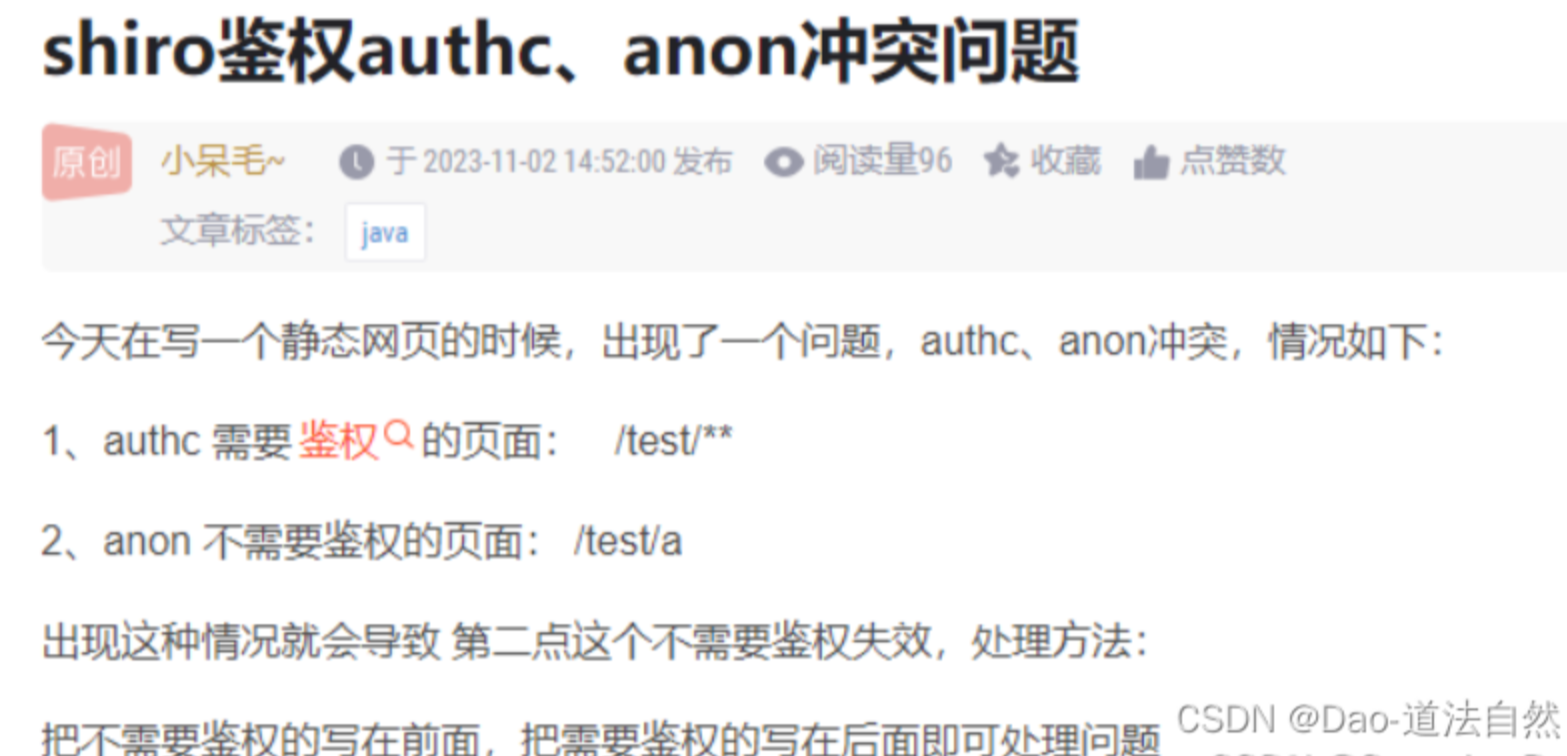 shiro鉴权authc、anon冲突问题
原创 小呆毛~ 于 2023-11-02 14:52:00 发布 阅读量96 收藏 点赞数
文章标签： java
今天在写一个静态网页的时候，出现了一个问题，authc、anon冲突，情况如下：
1、authc 需要鉴权的页面： /test/**
2、anon 不需要鉴权的页面： /test/a
出现这种情况就会导致 第二点这个不需要鉴权失效，处理方法：
把不需要鉴权的写在前面，把需要鉴权的写在后面即可处理问题
CSDN @Dao-道法自然